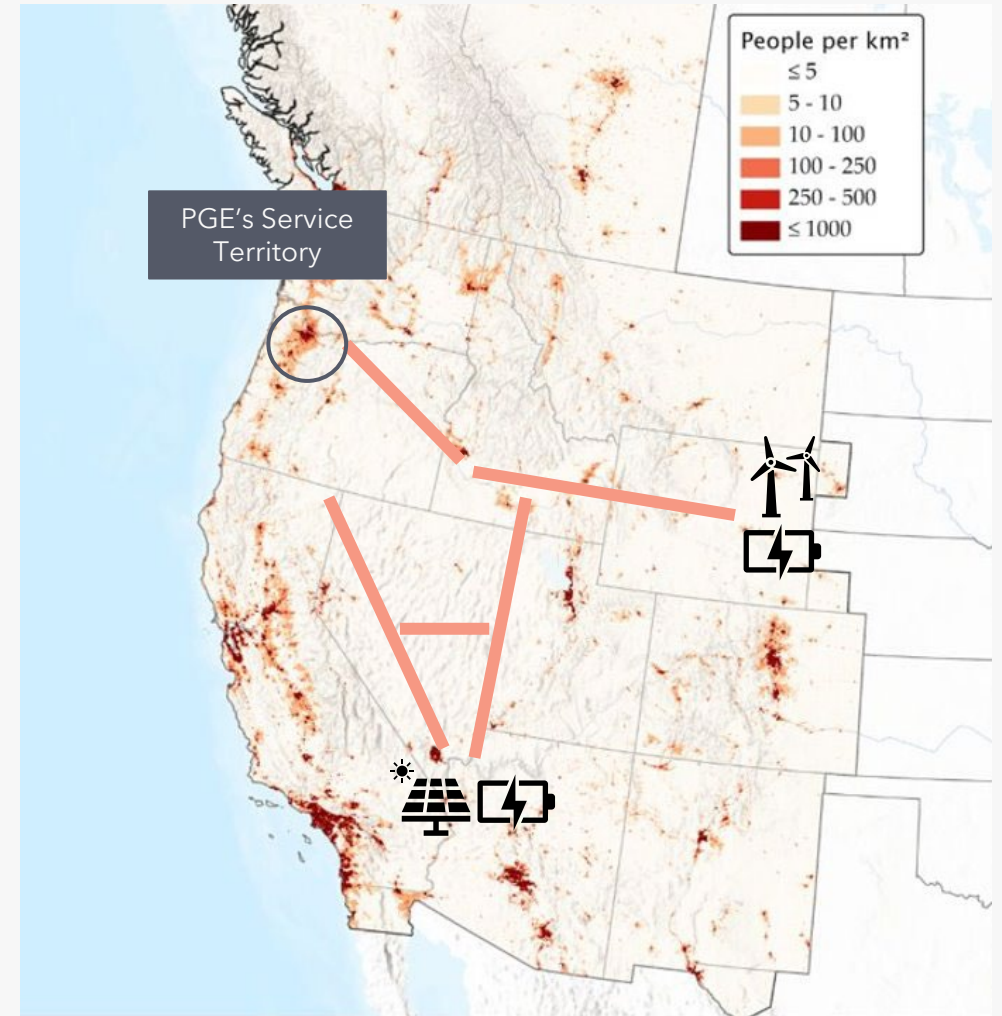 People per km²
≤ 5
5 - 10
10 - 100
100 - 250
250 - 500
≤ 1000
PGE's Service
Territory